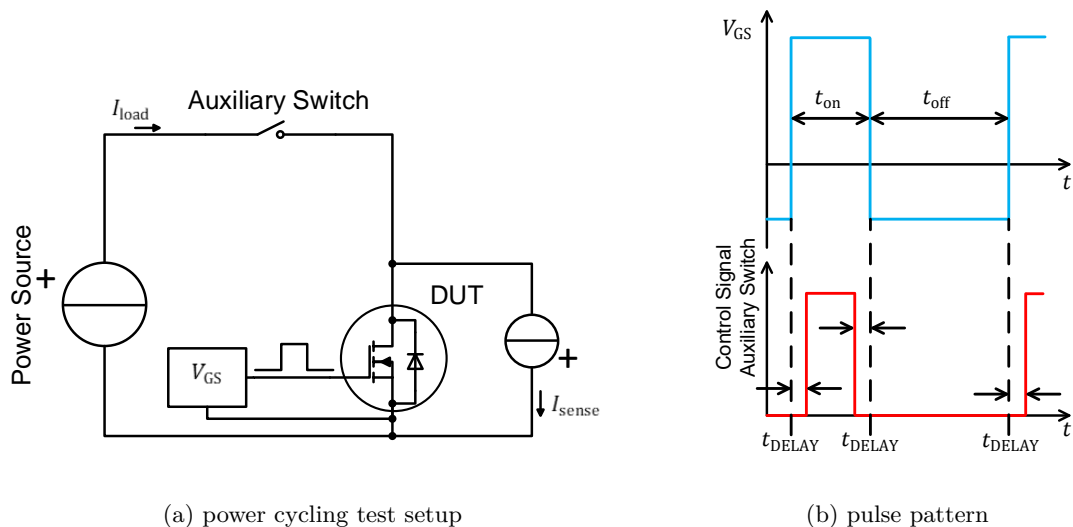 I_load
Auxiliary Switch
Power Source
+
DUT
V_GS
+
I_sense
(a) power cycling test setup
V_GS
t_on
t_off
t
Control Signal
Auxiliary Switch
t_DELAY
t_DELAY
t_DELAY
t
(b) pulse pattern